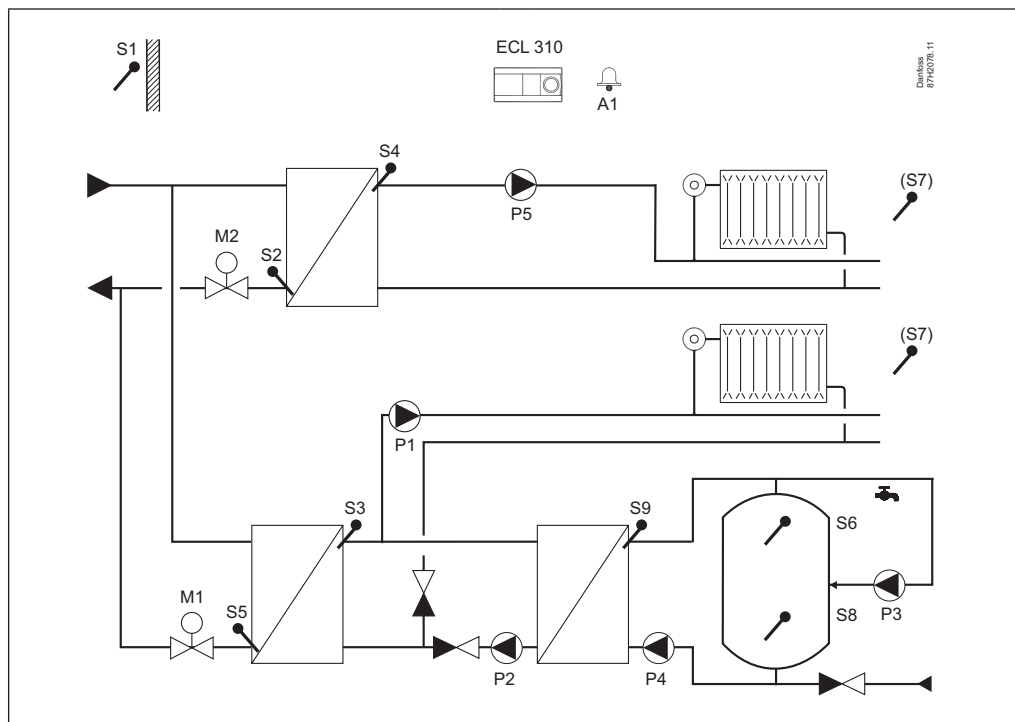 S1
ECL 310
A1
Danfoss
87H2078.11
S4
P5
(S7)
M2
S2
(S7)
P1
S3
S9
S6
M1
S5
P2
P4
S8
P3